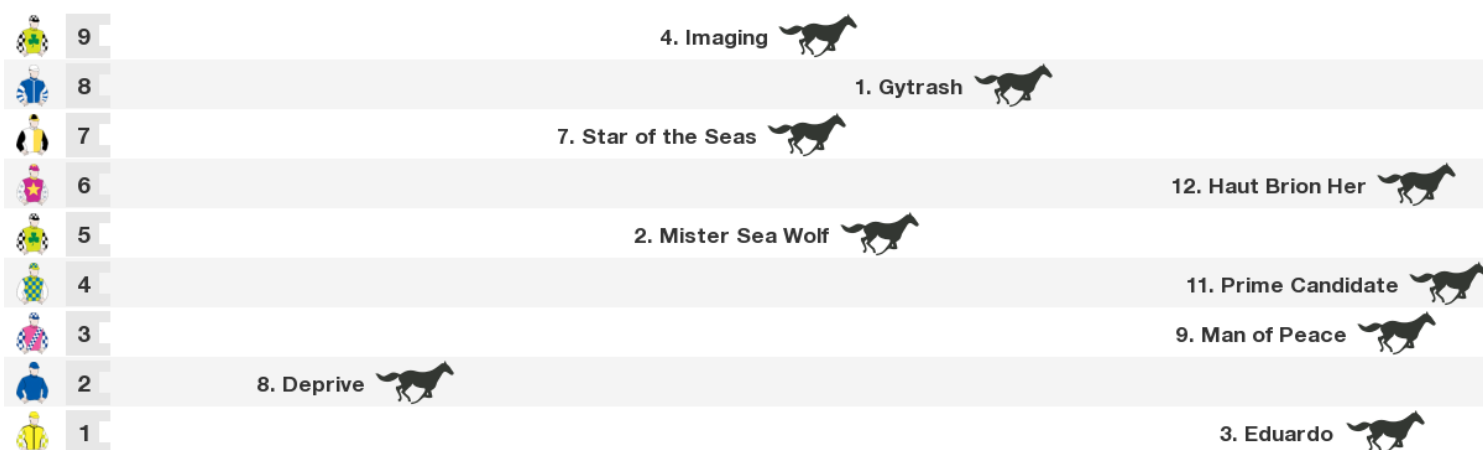 9 4. Imaging
8 1. Gytrash
7 7. Star of the Seas
6 12. Haut Brion Her
5 2. Mister Sea Wolf
4 11. Prime Candidate
3 9. Man of Peace
2 8. Deprive
1 3. Eduardo